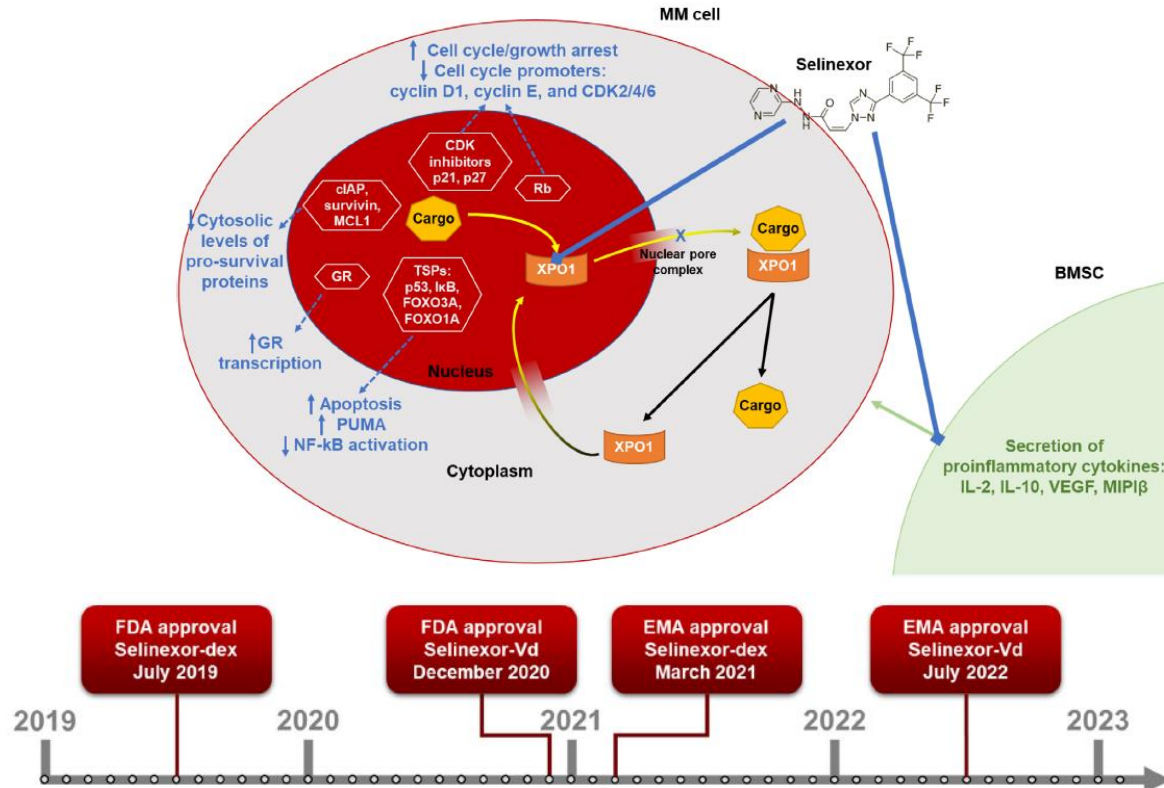 MM cell
↑ Cell cycle/growth arrest
↓ Cell cycle promoters:
cyclin D1, cyclin E, and CDK2/4/6
Selinexor
F
F
F
F
F
F
N
N
H
N
N
H
O
N
N
N
CDK
inhibitors
p21, p27
Rb
cIAP,
survivin,
MCL1
Cargo
↓Cytosolic
levels of
pro-survival
proteins
GR
TSPs:
p53, IκB,
FOXO3A,
FOXO1A
XPO1
X
Nuclear pore
complex
Cargo
XPO1
BMSC
↑GR
transcription
Nucleus
↑ Apoptosis
↑ PUMA
↓ NF-kB activation
Cargo
XPO1
Cytoplasm
Secretion of
proinflammatory cytokines:
IL-2, IL-10, VEGF, MIPIβ
FDA approval
Selinexor-dex
July 2019
FDA approval
Selinexor-Vd
December 2020
EMA approval
Selinexor-dex
March 2021
EMA approval
Selinexor-Vd
July 2022
2019
2020
2021
2022
2023